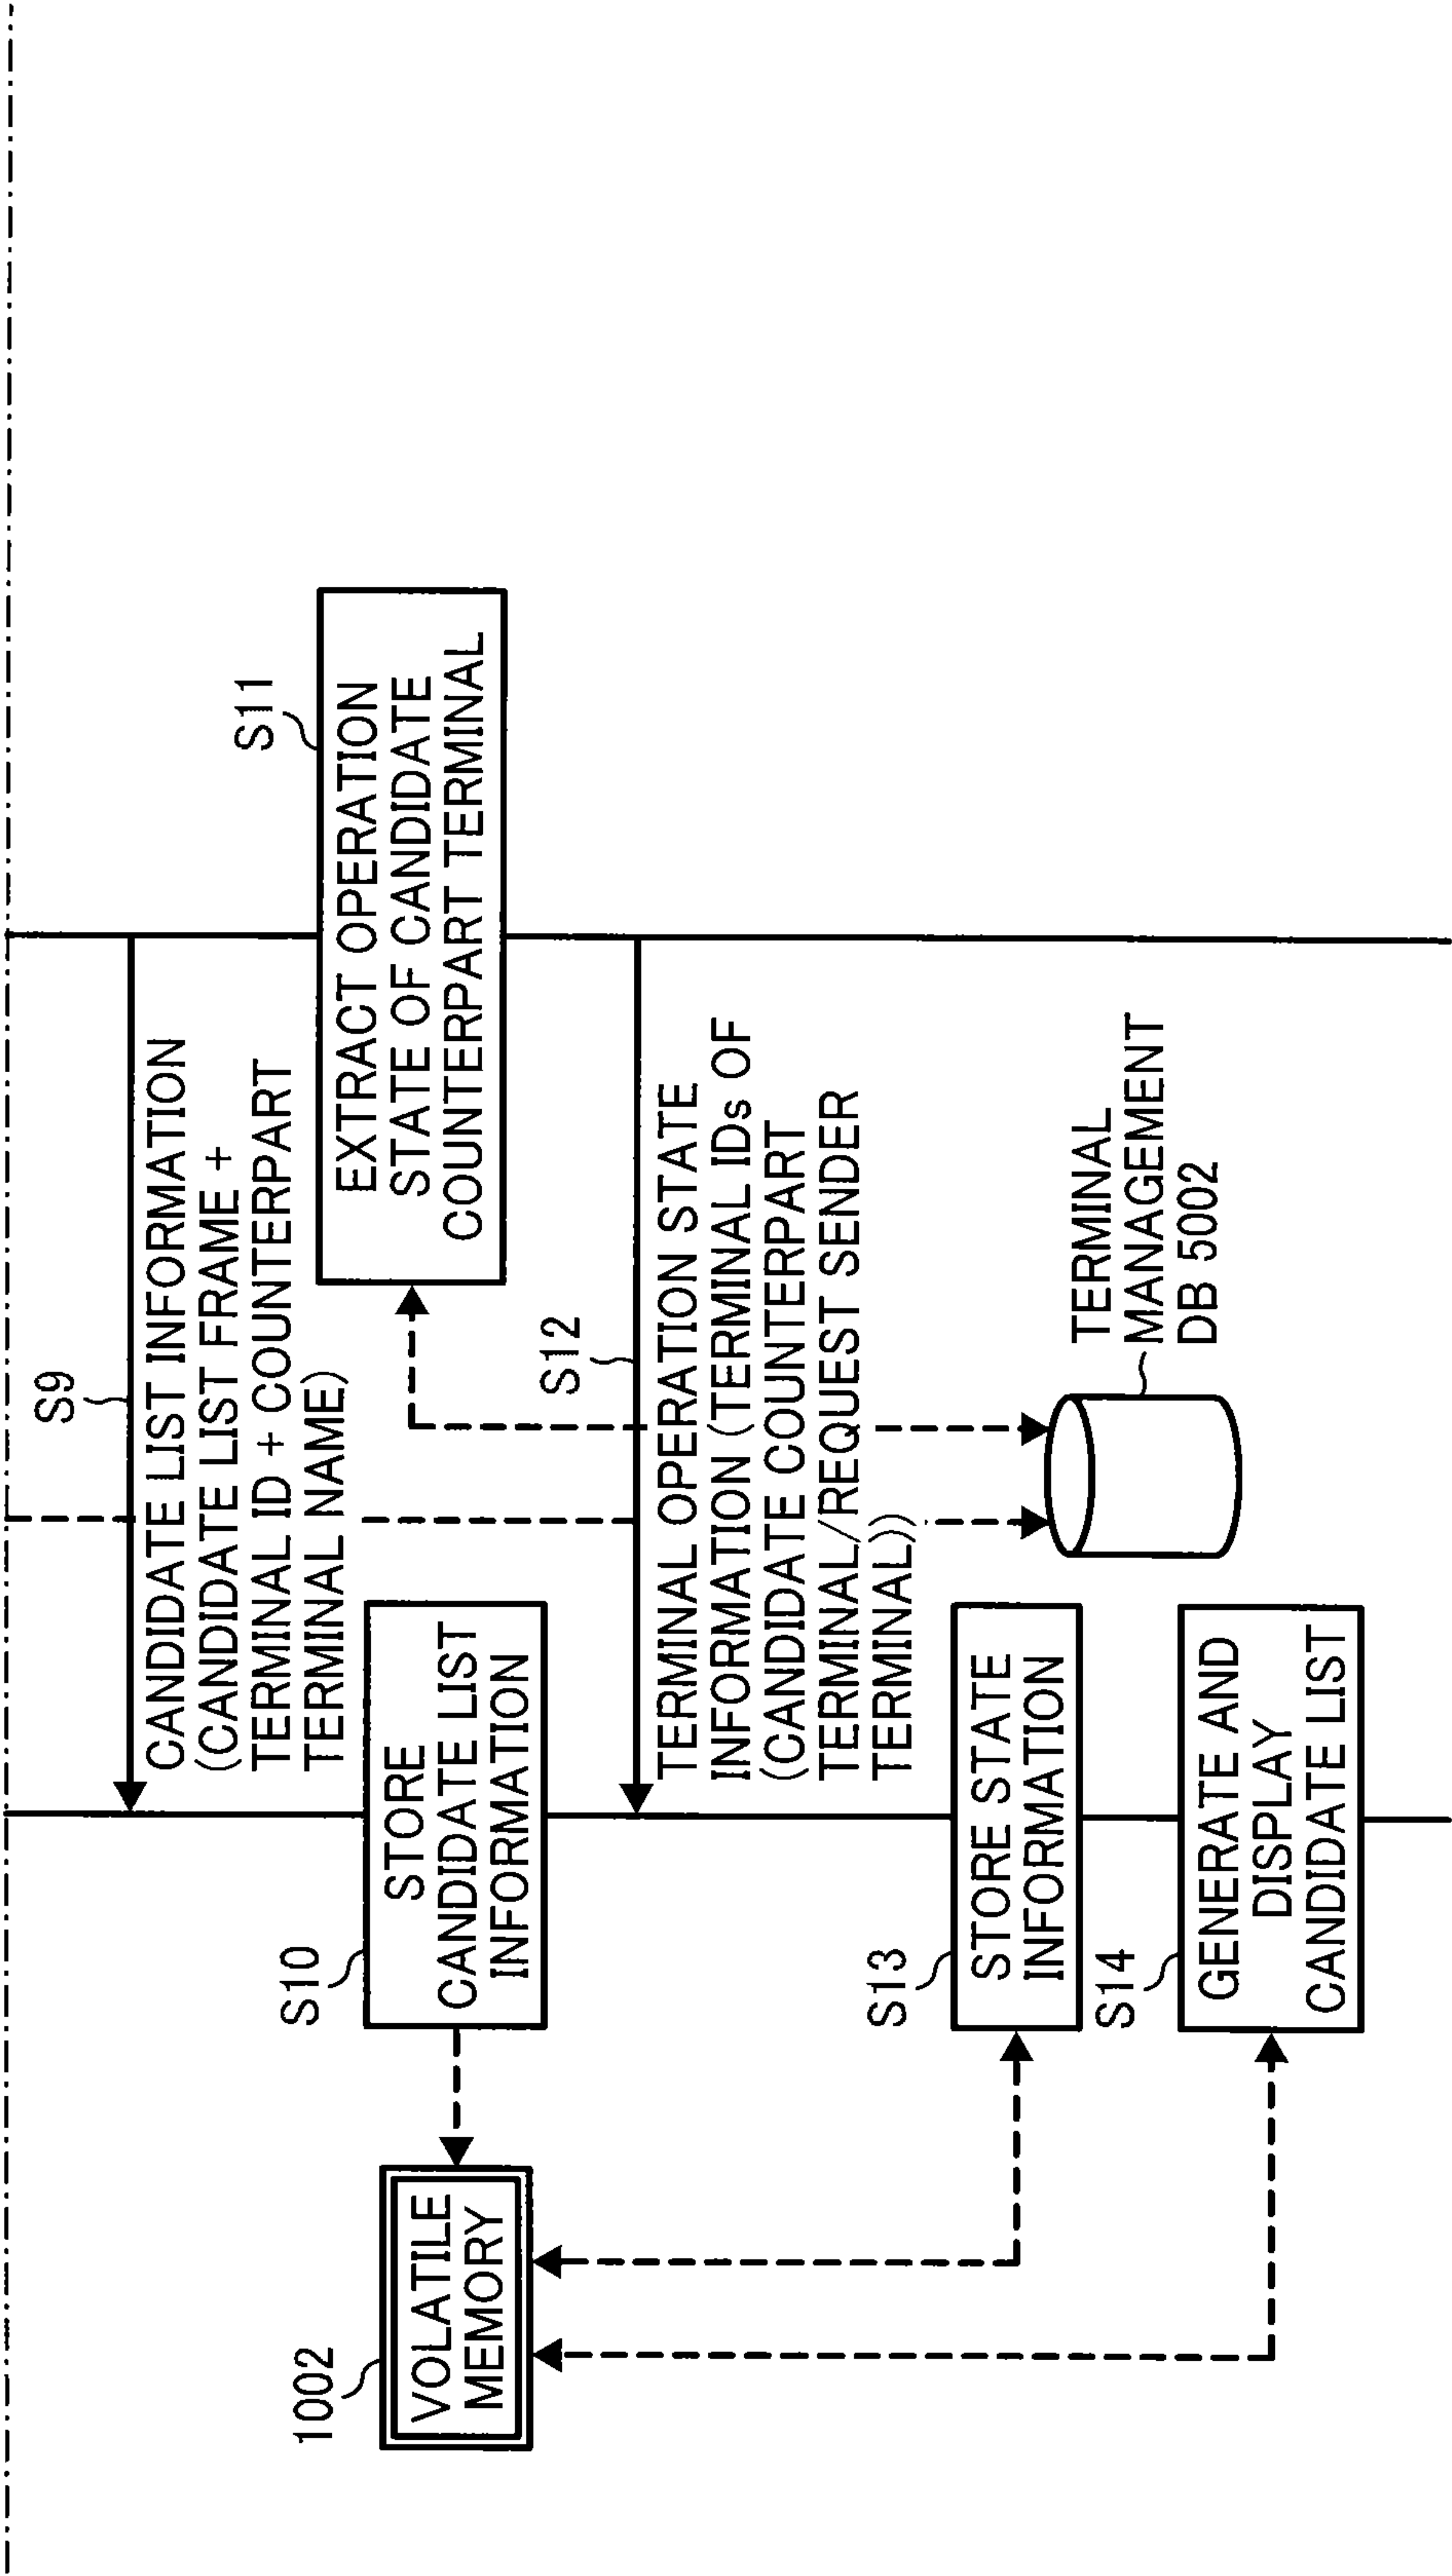 S9
CANDIDATE LIST INFORMATION
(CANDIDATE LIST FRAME +
TERMINAL ID + COUNTERPART
TERMINAL NAME)
S10
STORE
CANDIDATE LIST
INFORMATION
1002
VOLATILE
MEMORY
S11
EXTRACT OPERATION
STATE OF CANDIDATE
COUNTERPART TERMINAL
S12
TERMINAL OPERATION STATE
INFORMATION (TERMINAL IDs OF
(CANDIDATE COUNTERPART
TERMINAL/REQUEST SENDER
TERMINAL))
S13
STORE STATE
INFORMATION
TERMINAL
MANAGEMENT
DB 5002
S14
GENERATE AND
DISPLAY
CANDIDATE LIST